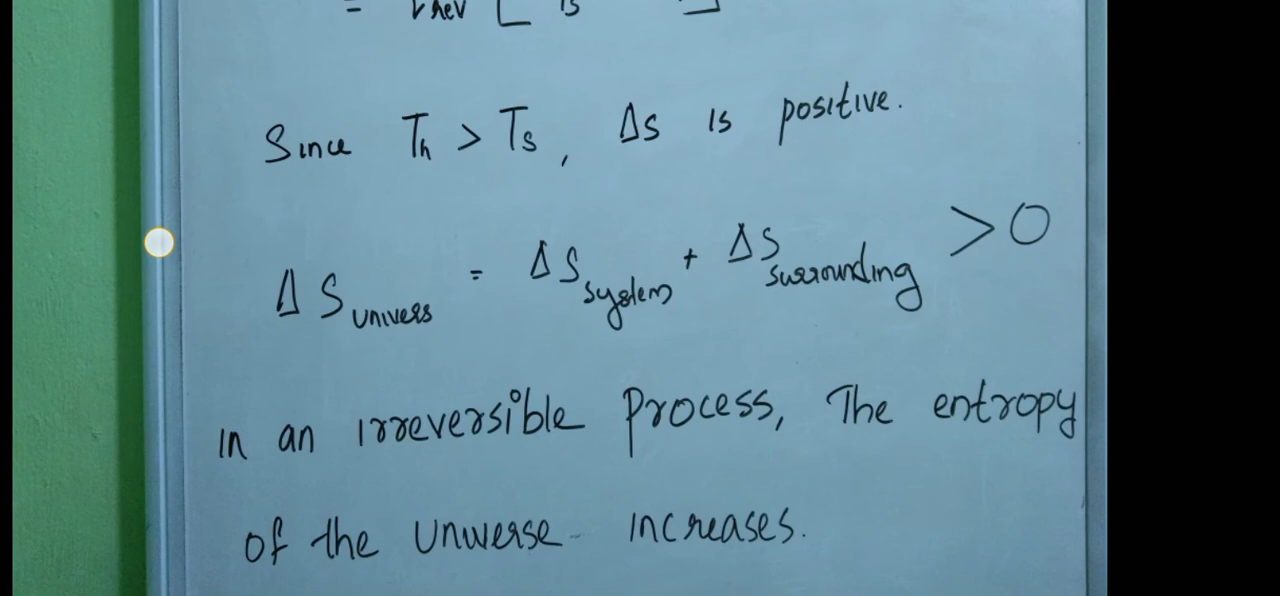 Since Th > Ts, ΔS is positive.
ΔS univers = ΔS system + ΔS surrounding > 0
In an irreversible process, The entropy
of the universe increases.